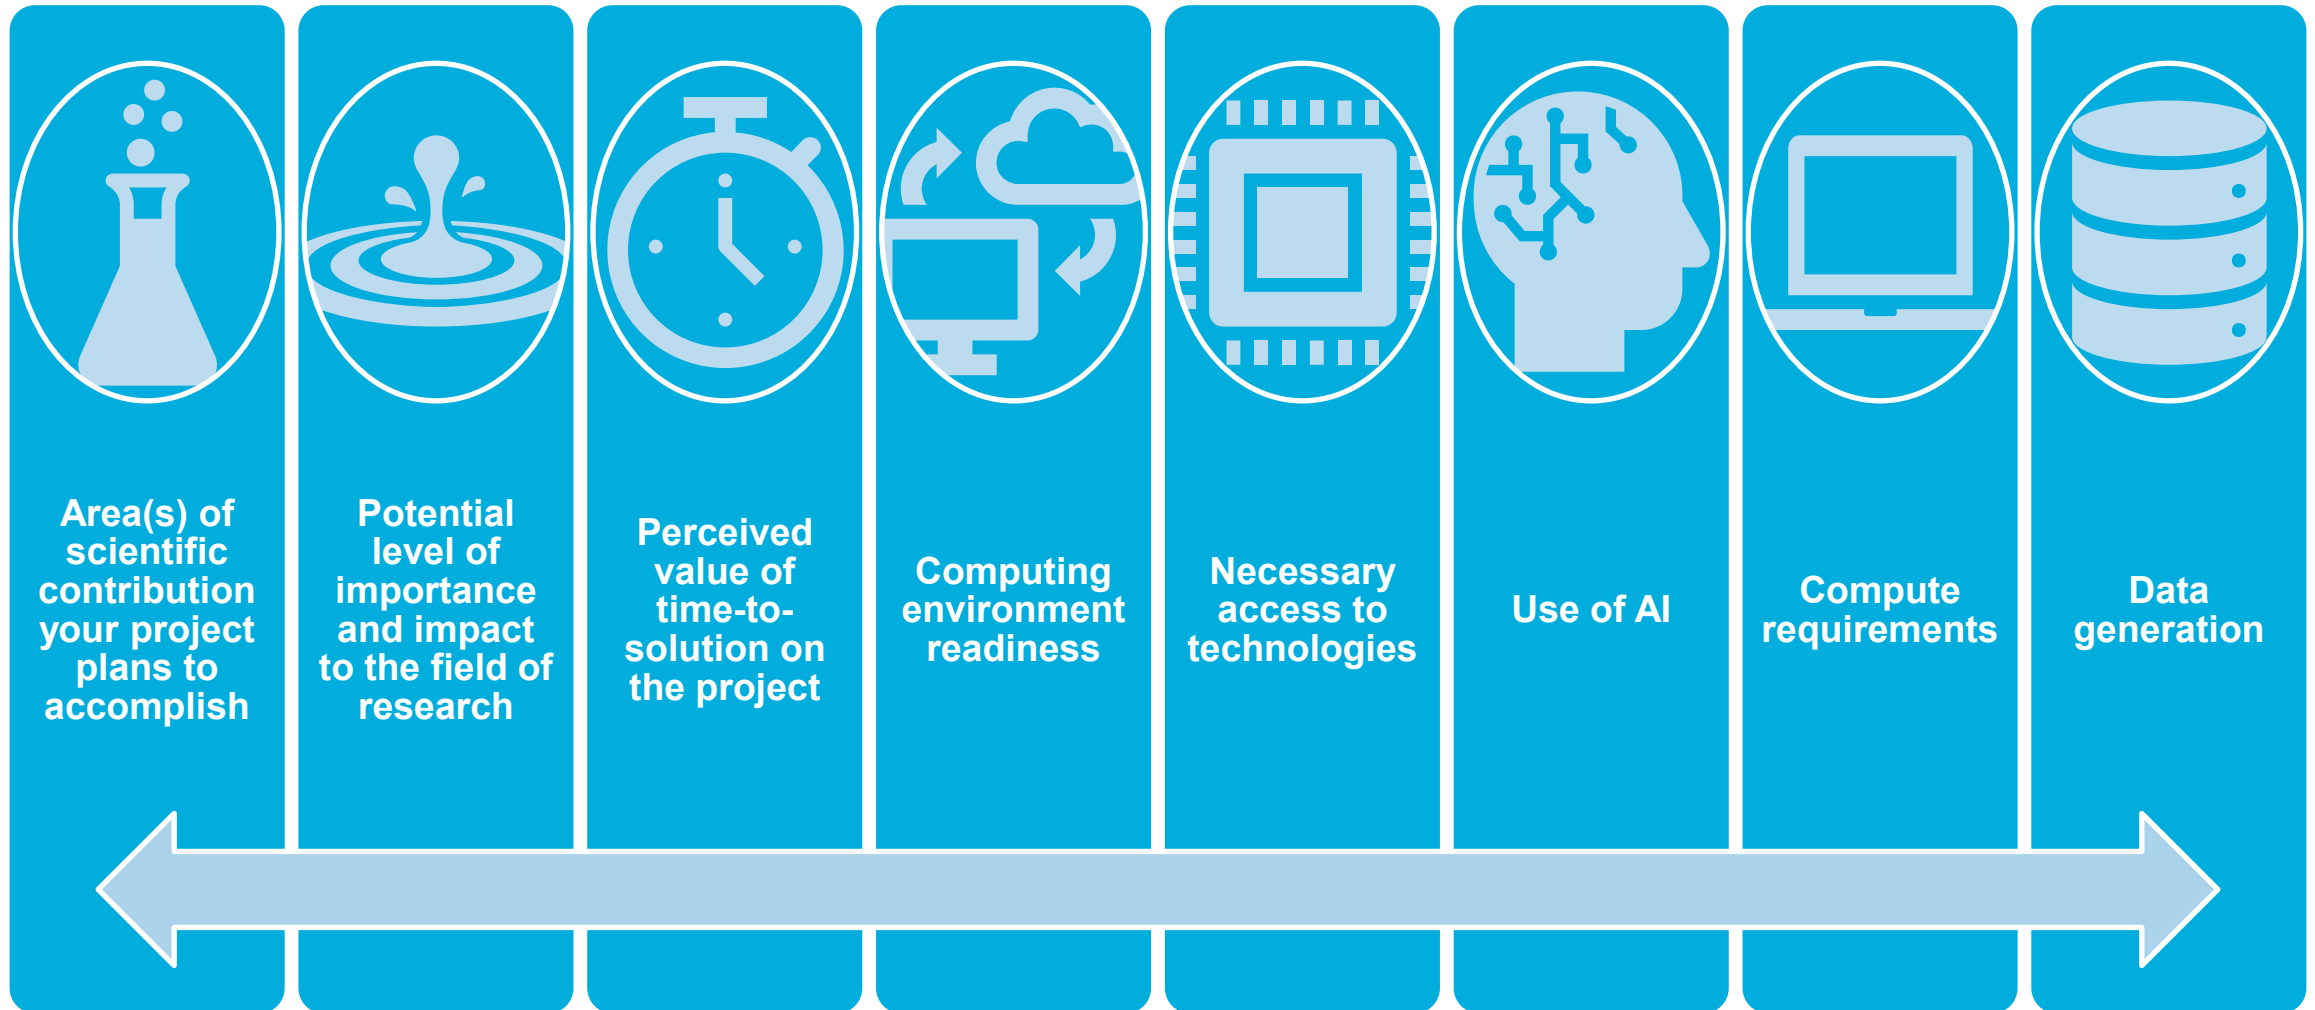 Area(s) of
scientific
contribution
your project
plans to
accomplish
Potential
level of
importance
and impact
to the field of
research
Perceived
value of
time-to-
solution on
the project
Computing
environment
readiness
Necessary
access to
technologies
Use of AI
Compute
requirements
Data
generation